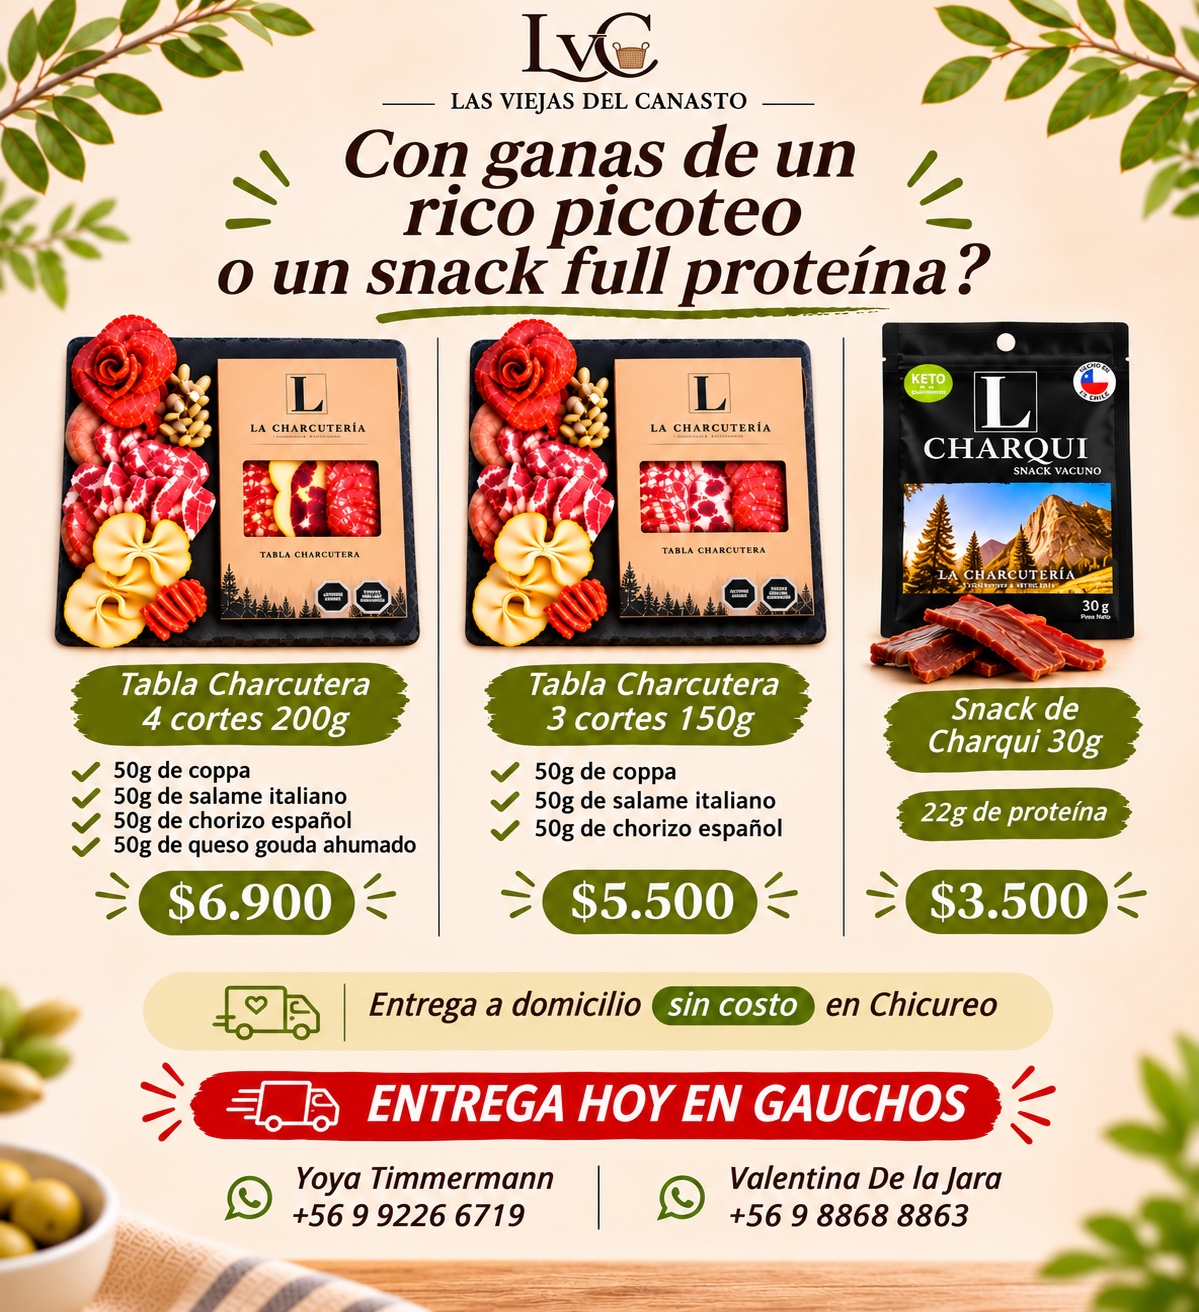 LvC
LAS VIEJAS DEL CANASTO
Con ganas de un
rico picoteo
o un snack full proteína?
L
LA CHARCUTERÍA
TABLA CHARCUTERA
L
LA CHARCUTERÍA
TABLA CHARCUTERA
KETO
HECHO EN
CHILE
L
CHARQUI
SNACK VACUNO
LA CHARCUTERÍA
30 g
Peso Neto
Tabla Charcutera
4 cortes 200g
50g de coppa
50g de salame italiano
50g de chorizo español
50g de queso gouda ahumado
$6.900
Tabla Charcutera
3 cortes 150g
50g de coppa
50g de salame italiano
50g de chorizo español
$5.500
Snack de
Charqui 30g
22g de proteína
$3.500
Entrega a domicilio sin costo en Chicureo
ENTREGA HOY EN GAUCHOS
Yoya Timmermann
+56 9 9226 6719
Valentina De la Jara
+56 9 8868 8863